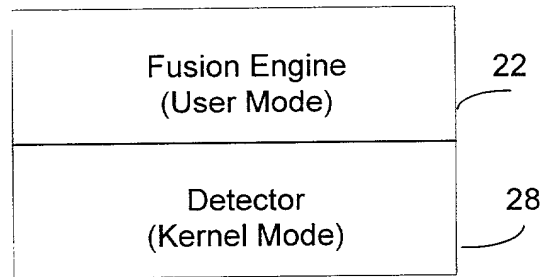 Fusion Engine
(User Mode)
22
Detector
(Kernel Mode)
28